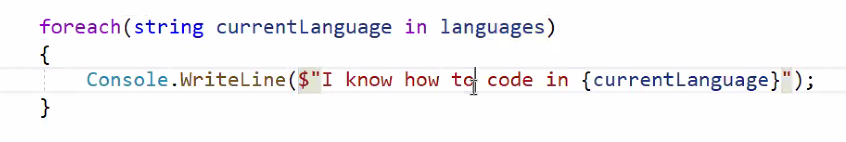 foreach(string currentLanguage in languages)
{
Console.WriteLine($"I know how to code in {currentLanguage}");
}